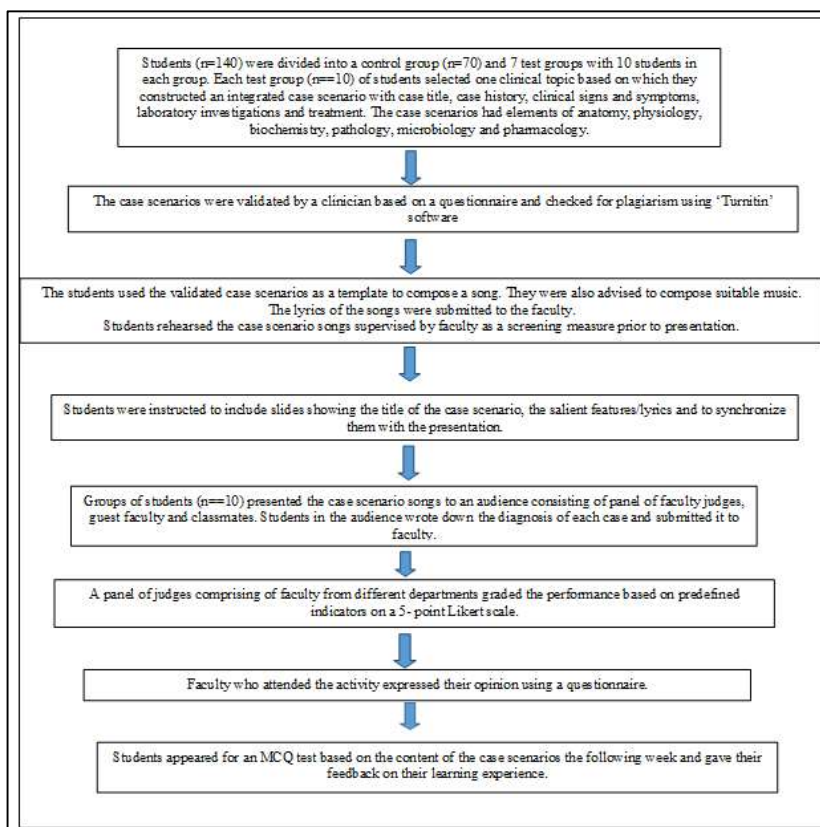 Students (n=140) were divided into a control group (n=70) and 7 test groups with 10 students in
each group. Each test group (n==10) of students selected one clinical topic based on which they
constructed an integrated case scenario with case title, case history, clinical signs and symptoms,
laboratory investigations and treatment. The case scenarios had elements of anatomy, physiology,
biochemistry, pathology, microbiology and pharmacology.
The case scenarios were validated by a clinician based on a questionnaire and checked for plagiarism using ‘Turnitin’
software
The students used the validated case scenarios as a template to compose a song. They were also advised to compose suitable music.
The lyrics of the songs were submitted to the faculty.
Students rehearsed the case scenario songs supervised by faculty as a screening measure prior to presentation.
Students were instructed to include slides showing the title of the case scenario, the salient features/lyrics and to synchronize
them with the presentation.
Groups of students (n==10) presented the case scenario songs to an audience consisting of panel of faculty judges,
guest faculty and classmates. Students in the audience wrote down the diagnosis of each case and submitted it to
faculty.
A panel of judges comprising of faculty from different departments graded the performance based on predefined
indicators on a 5- point Likert scale.
Faculty who attended the activity expressed their opinion using a questionnaire.
Students appeared for an MCQ test based on the content of the case scenarios the following week and gave their
feedback on their learning experience.